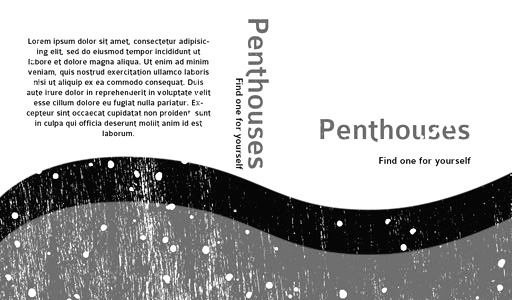 Lorem ipsum dolor sit amet, consectetur adipisic-
ing elit, sed do eiusmod tempor incididunt ut
labore et dolore magna aliqua. Ut enim ad minim
veniam, quis nostrud exercitation ullamco laboris
nisi ut aliquip ex ea commodo consequat. Duis
aute irure dolor in reprehenderit in voluptate velit
esse cillum dolore eu fugiat nulla pariatur. Ex-
cepteur sint occaecat cupidatat non proident sunt
in culpa qui officia deserunt mollit anim id est
laborum.
Penthouses
Find one for yourself
Penthouses
Find one for yourself